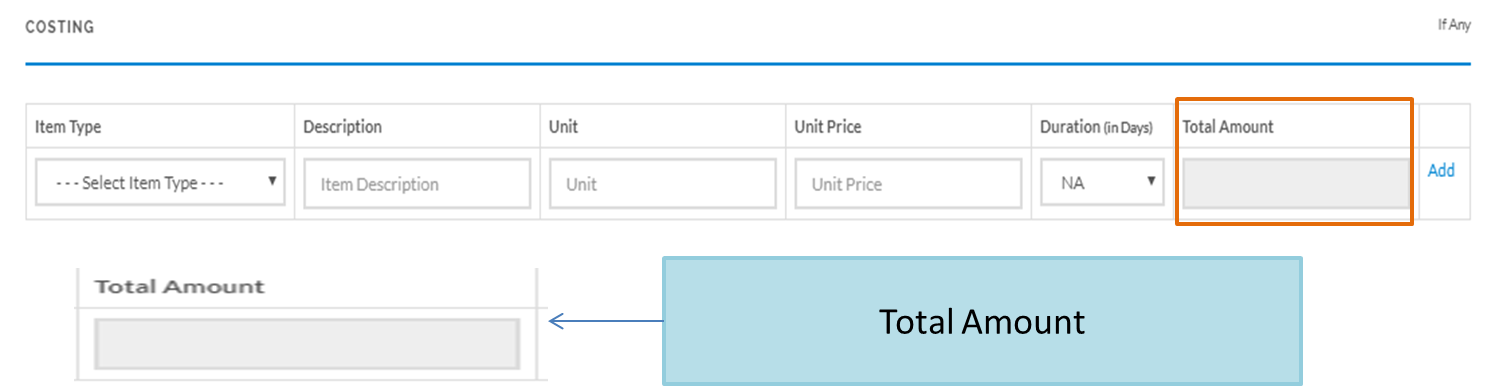 COSTING If Any
Item Type Description Unit Unit Price Duration (in Days) Total Amount
- - - Select Item Type - - - Item Description Unit Unit Price NA Add
Total Amount
Total Amount